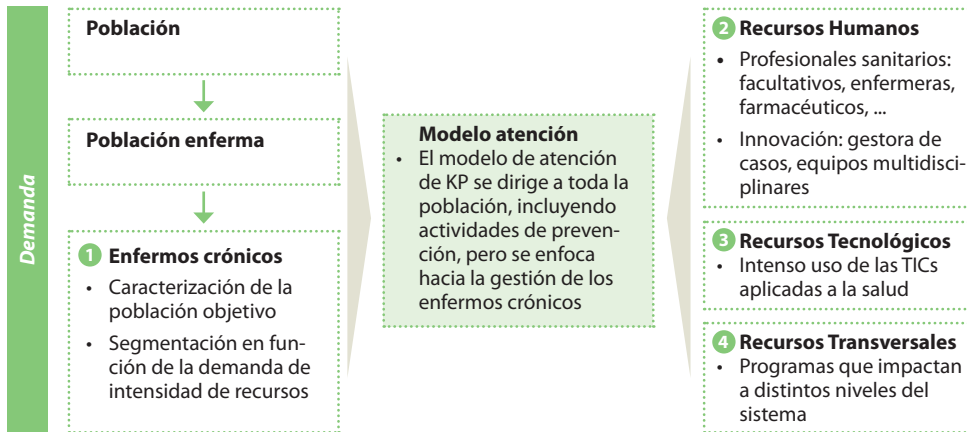 Demanda
Población
Población enferma
1 Enfermos crónicos
• Caracterización de la
población objetivo
• Segmentación en fun-
ción de la demanda de
intensidad de recursos
Modelo atención
• El modelo de atención
de KP se dirige a toda la
población, incluyendo
actividades de preven-
ción, pero se enfoca
hacia la gestión de los
enfermos crónicos
2 Recursos Humanos
• Profesionales sanitarios:
facultativos, enfermeras,
farmacéuticos, ...
• Innovación: gestora de
casos, equipos multidisci-
plinares
3 Recursos Tecnológicos
• Intenso uso de las TICs
aplicadas a la salud
4 Recursos Transversales
• Programas que impactan
a distintos niveles del
sistema